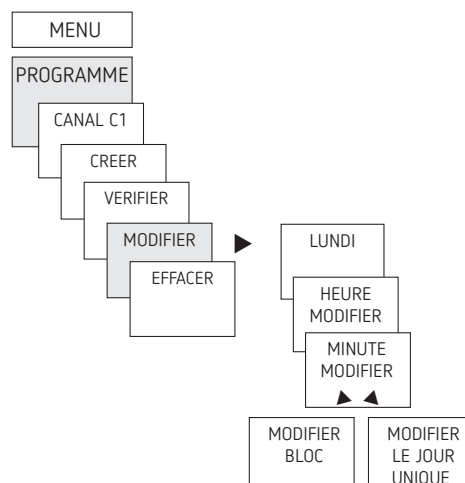 MENU
PROGRAMME
CANAL C1
CREER
VERIFIER
MODIFIER
EFFACER
LUNDI
HEURE
MODIFIER
MINUTE
MODIFIER
MODIFIER
BLOC
MODIFIER
LE JOUR
UNIQUE